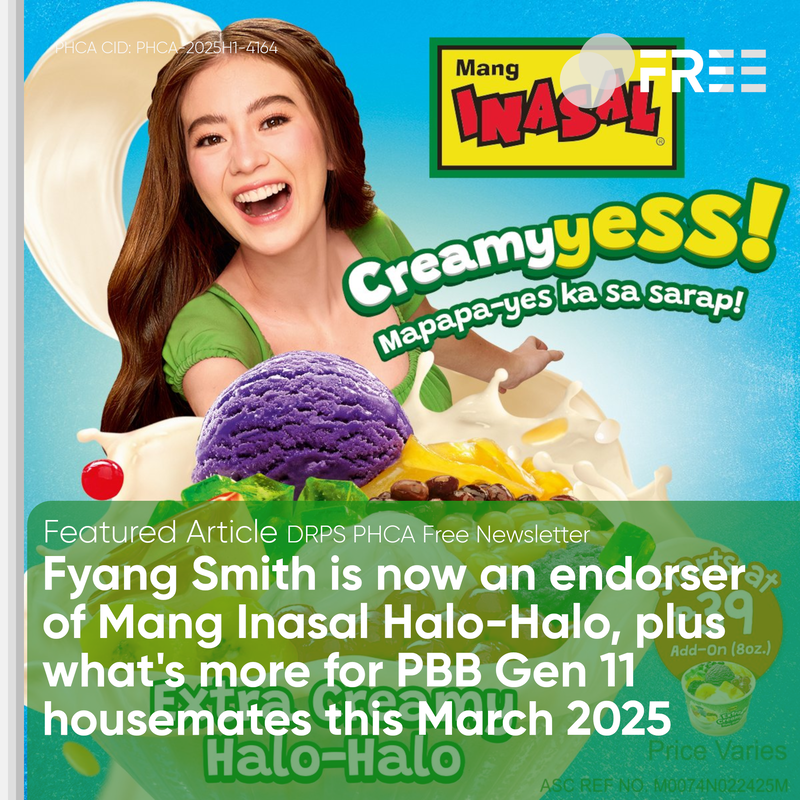 PHCA CID: PHCA-2025H1-4164
FREE
Mang
INASAL
®
Creamyyess!
Mapapa-yes ka sa sarap!
Featured Article DRPS PHCA Free Newsletter
Fyang Smith is now an endorser
of Mang Inasal Halo-Halo, plus
what's more for PBB Gen 11
housemates this March 2025
at
39
Add-On (8oz.)
Extra Creamy
Halo-Halo
Price Varies
ASC REF NO. M0074N022425M